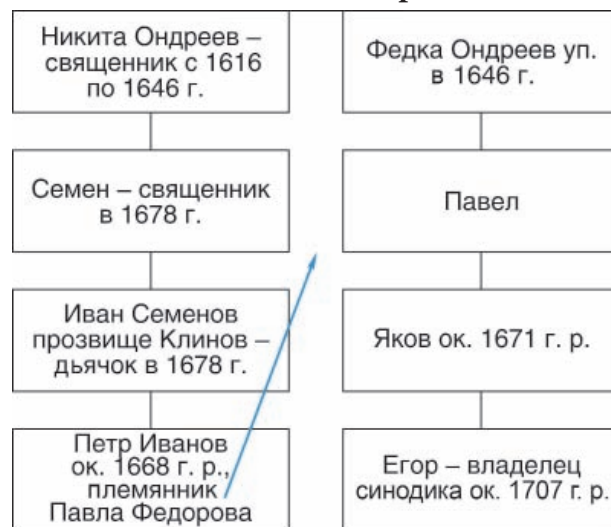 Никита Ондреев –
священник с 1616
по 1646 г.
Семен – священник
в 1678 г.
Иван Семенов
прозвище Клинов –
дьячок в 1678 г.
Петр Иванов
ок. 1668 г. р.,
племянник
Павла Федорова
Федка Ондреев уп.
в 1646 г.
Павел
Яков ок. 1671 г. р.
Егор – владелец
синодика ок. 1707 г. р.